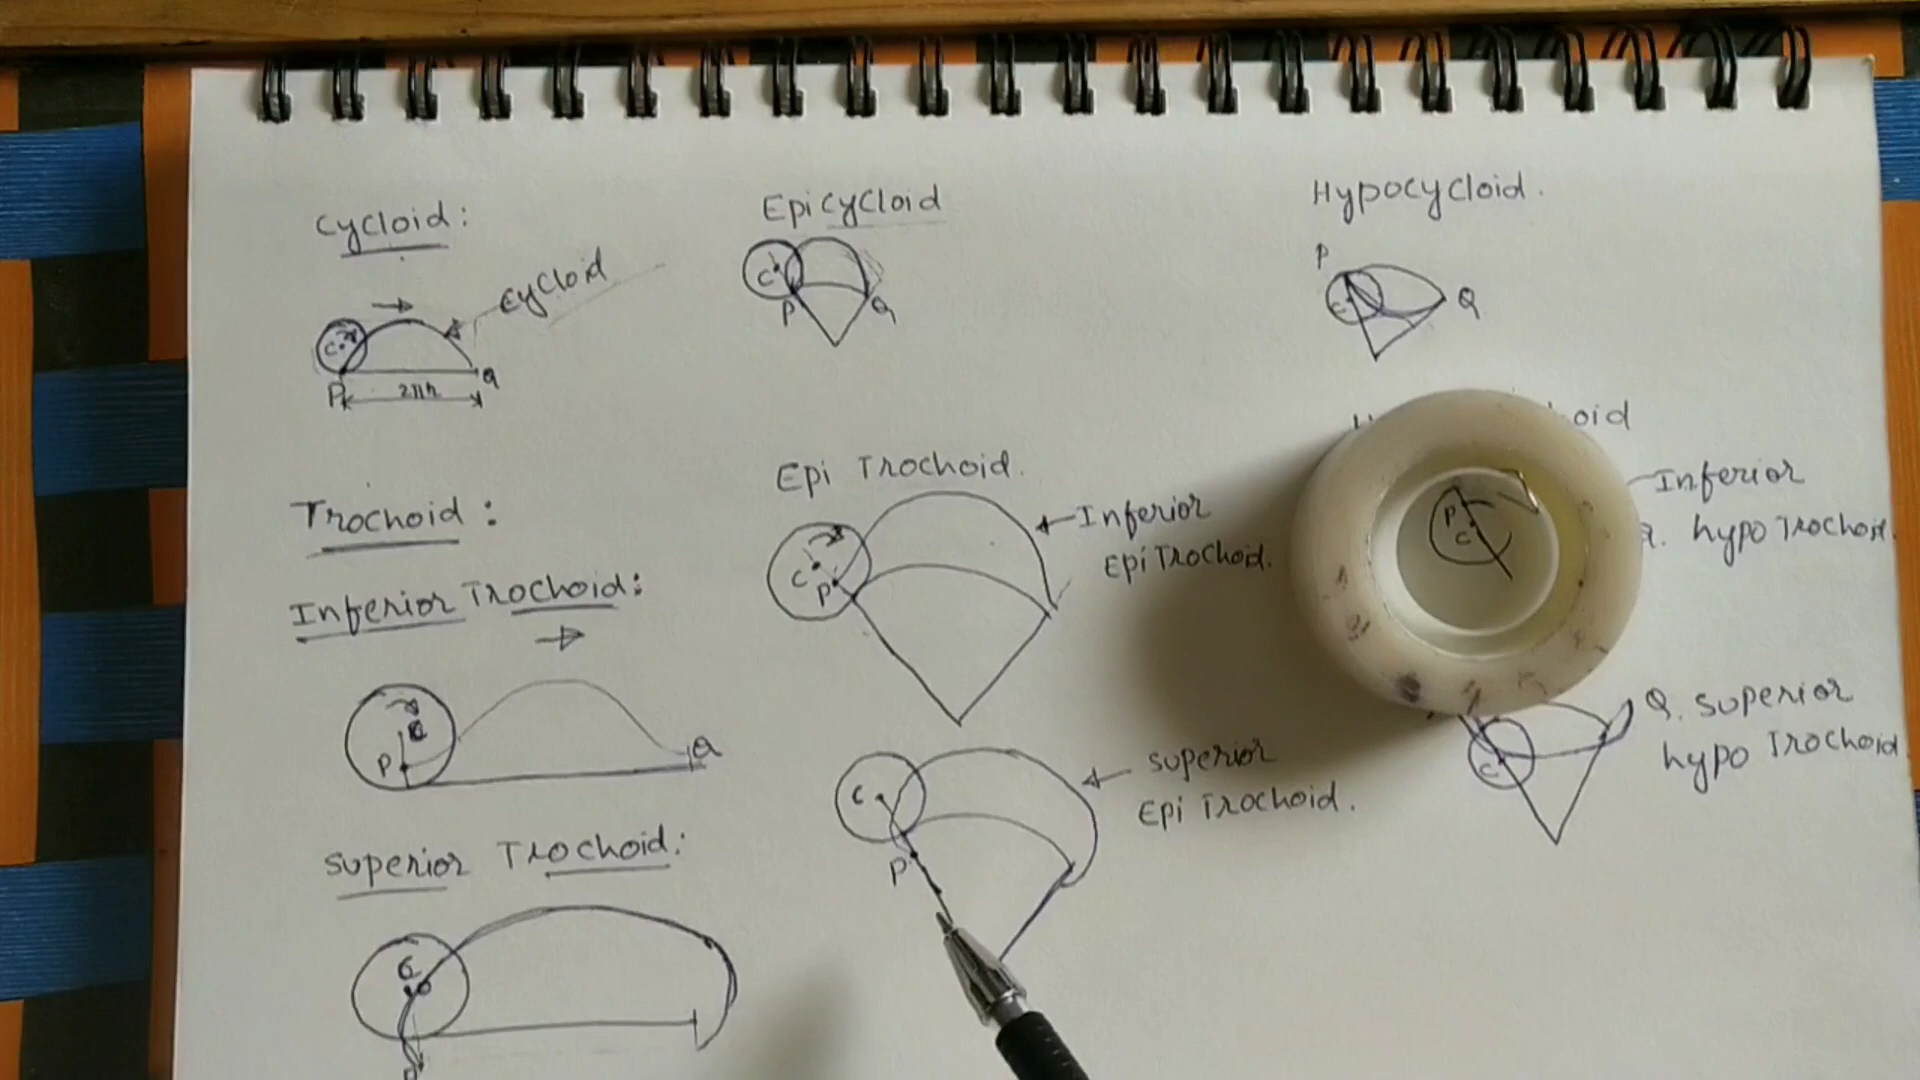 Cycloid:
cycloid
C
P
Q
2πr
Epicycloid
C
P
Q
Hypocycloid.
P
C
Q
Trochoid:
Inferior Trochoid:
C
P
Q
Superior Trochoid:
C
P
Epi Trochoid.
C
P
Inferior
Epi Trochoid.
C
P
superior
Epi Trochoid.
oid
P
C
Inferior
Q. hypo Trochoid.
Q. superior
hypo Trochoid
C